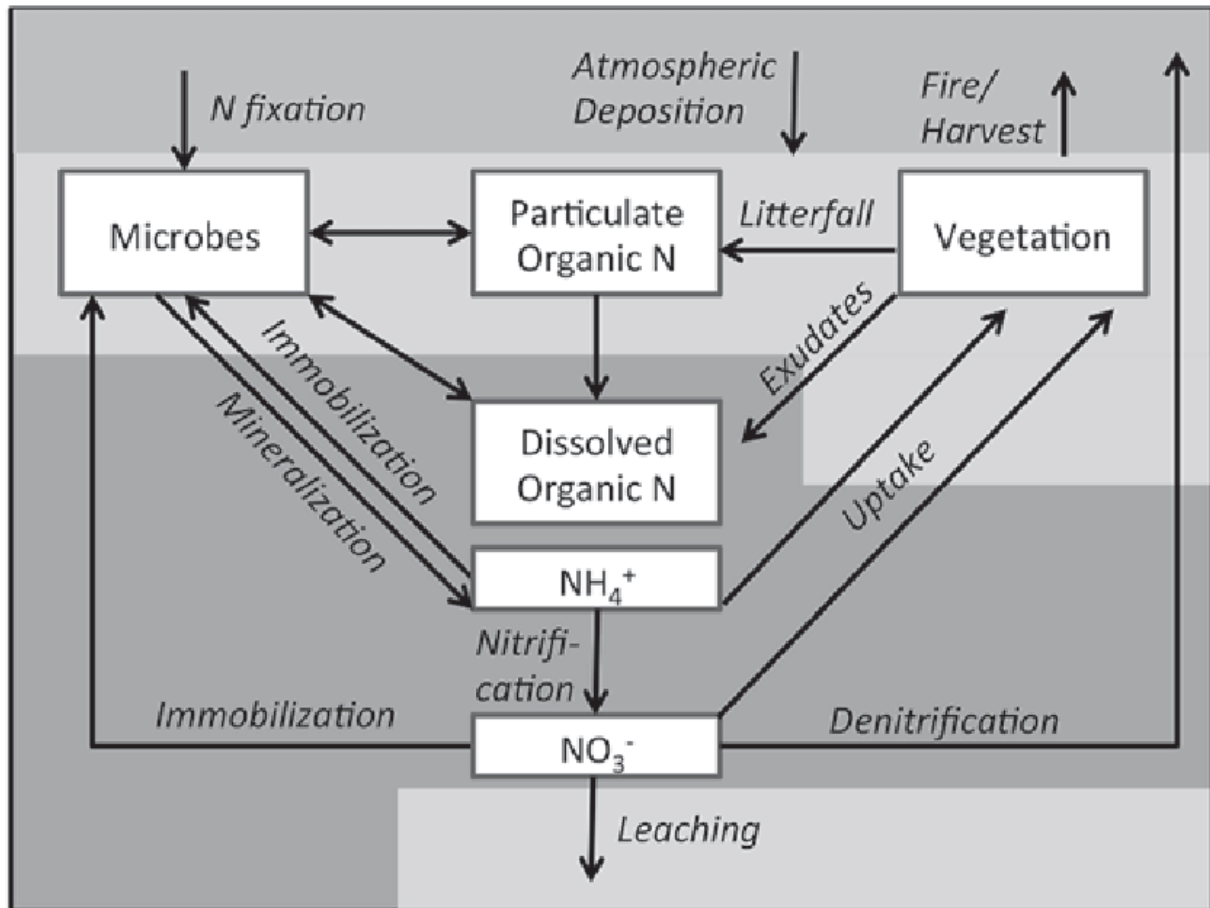 N fixation
Atmospheric
Deposition
Fire/
Harvest
Microbes
Particulate
Organic N
Litterfall
Vegetation
Immobilization
Mineralization
Exudates
Dissolved
Organic N
Uptake
NH₄⁺
Nitrifi-
cation
Immobilization
NO₃⁻
Denitrification
Leaching